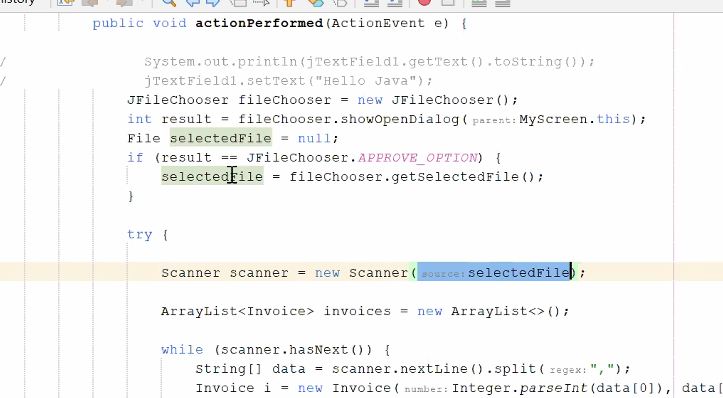 istory
public void actionPerformed(ActionEvent e) {
/ System.out.println(jTextField1.getText().toString());
/ jTextField1.setText("Hello Java");
JFileChooser fileChooser = new JFileChooser();
int result = fileChooser.showOpenDialog( parent: MyScreen.this);
File selectedFile = null;
if (result == JFileChooser.APPROVE_OPTION) {
selectedFile = fileChooser.getSelectedFile();
}
try {
Scanner scanner = new Scanner( source: selectedFile);
ArrayList<Invoice> invoices = new ArrayList<>();
while (scanner.hasNext()) {
String[] data = scanner.nextLine().split( regex: ",");
Invoice i = new Invoice( number: Integer.parseInt(data[0]), data[